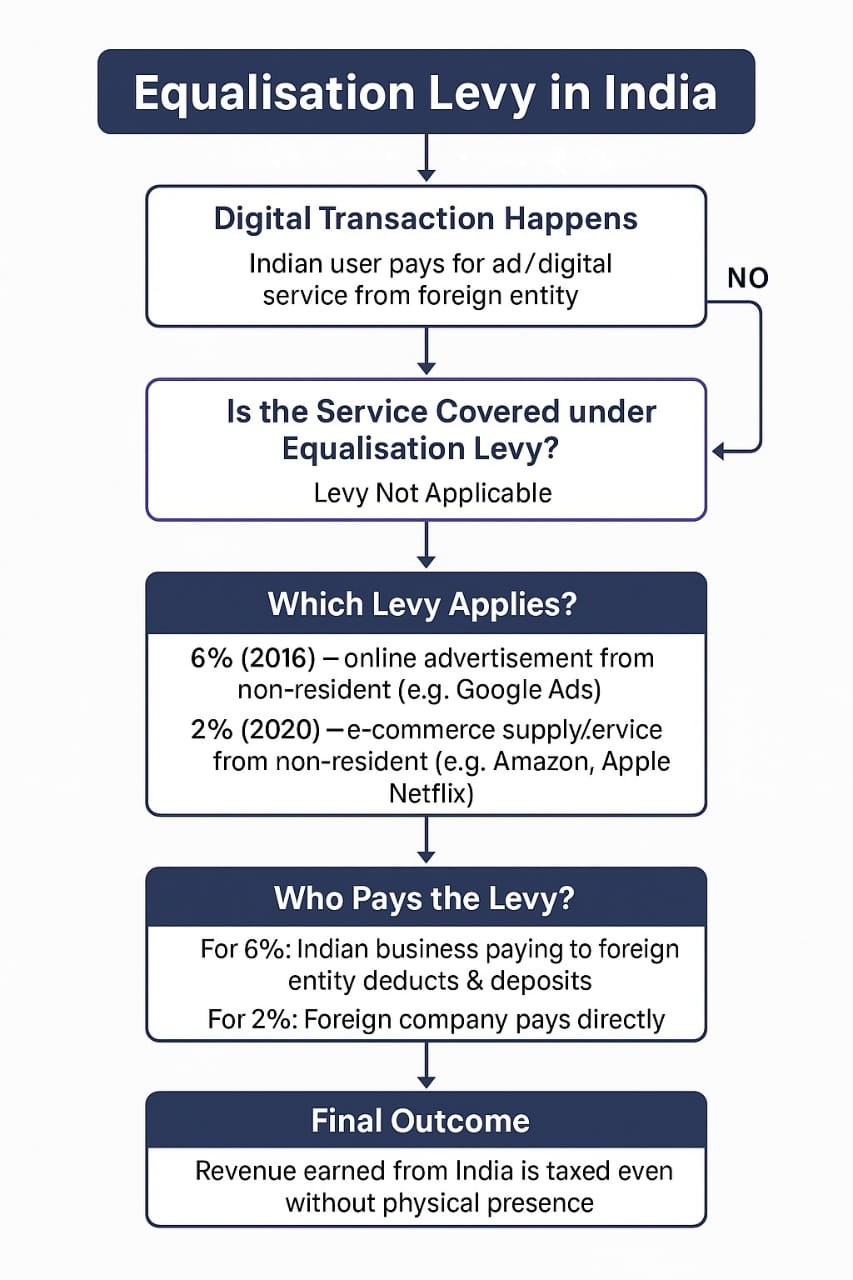 Equalisation Levy in India
Digital Transaction Happens
Indian user pays for ad/digital
service from foreign entity
NO
Is the Service Covered under
Equalisation Levy?
Levy Not Applicable
Which Levy Applies?
6% (2016) – online advertisement from
non-resident (e.g. Google Ads)
2% (2020) – e-commerce supply/.ervice
from non-resident (e.g. Amazon, Apple
Netflix)
Who Pays the Levy?
For 6%: Indian business paying to foreign
entity deducts & deposits
For 2%: Foreign company pays directly
Final Outcome
Revenue earned from India is taxed even
without physical presence